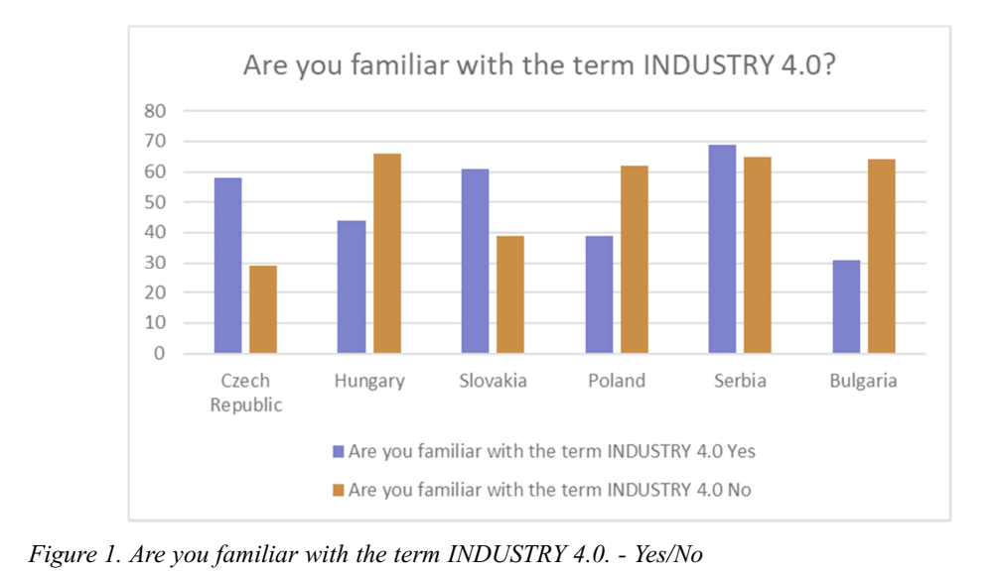 Are you familiar with the term INDUSTRY 4.0?
80
70
60
50
40
30
20
10
0
Czech Republic
Hungary
Slovakia
Poland
Serbia
Bulgaria
Are you familiar with the term INDUSTRY 4.0 Yes
Are you familiar with the term INDUSTRY 4.0 No
Figure 1. Are you familiar with the term INDUSTRY 4.0. - Yes/No